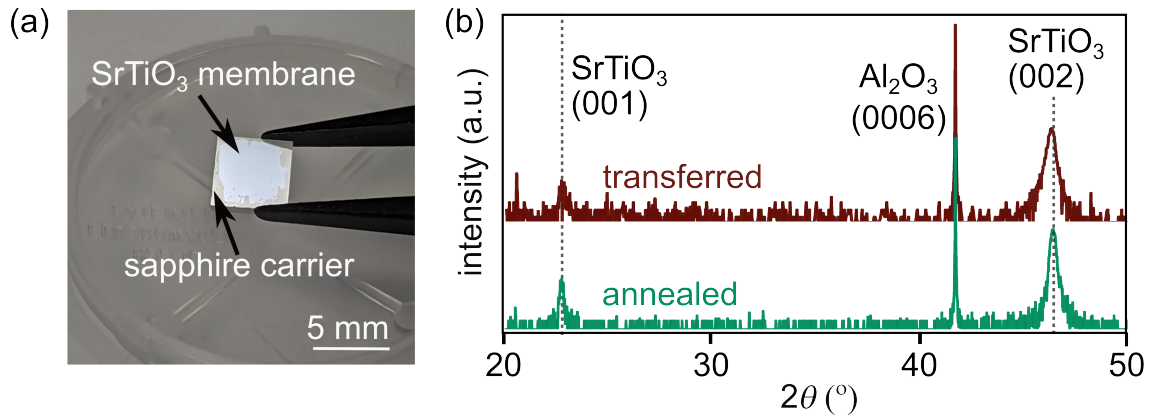 (a)
SrTiO₃ membrane
sapphire carrier
5 mm
(b)
intensity (a.u.)
SrTiO₃
(001)
Al₂O₃
(0006)
SrTiO₃
(002)
transferred
annealed
20
30
40
50
2θ (°)